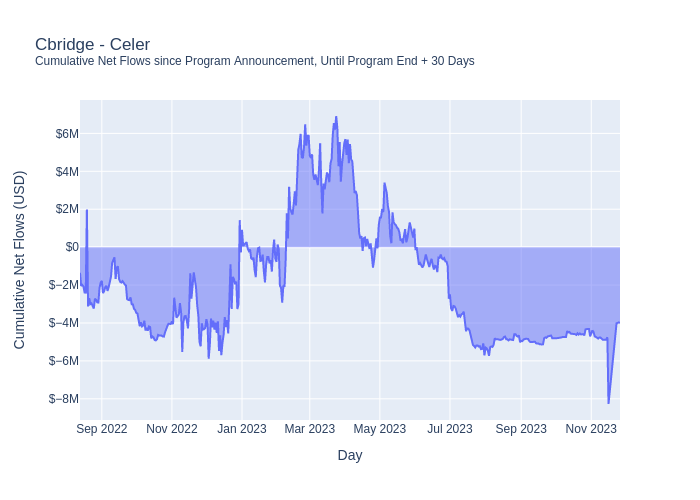 Cbridge - Celer
Cumulative Net Flows since Program Announcement, Until Program End + 30 Days
Cumulative Net Flows (USD)
$6M
$4M
$2M
$0
$−2M
$−4M
$−6M
$−8M
Sep 2022
Nov 2022
Jan 2023
Mar 2023
May 2023
Jul 2023
Sep 2023
Nov 2023
Day